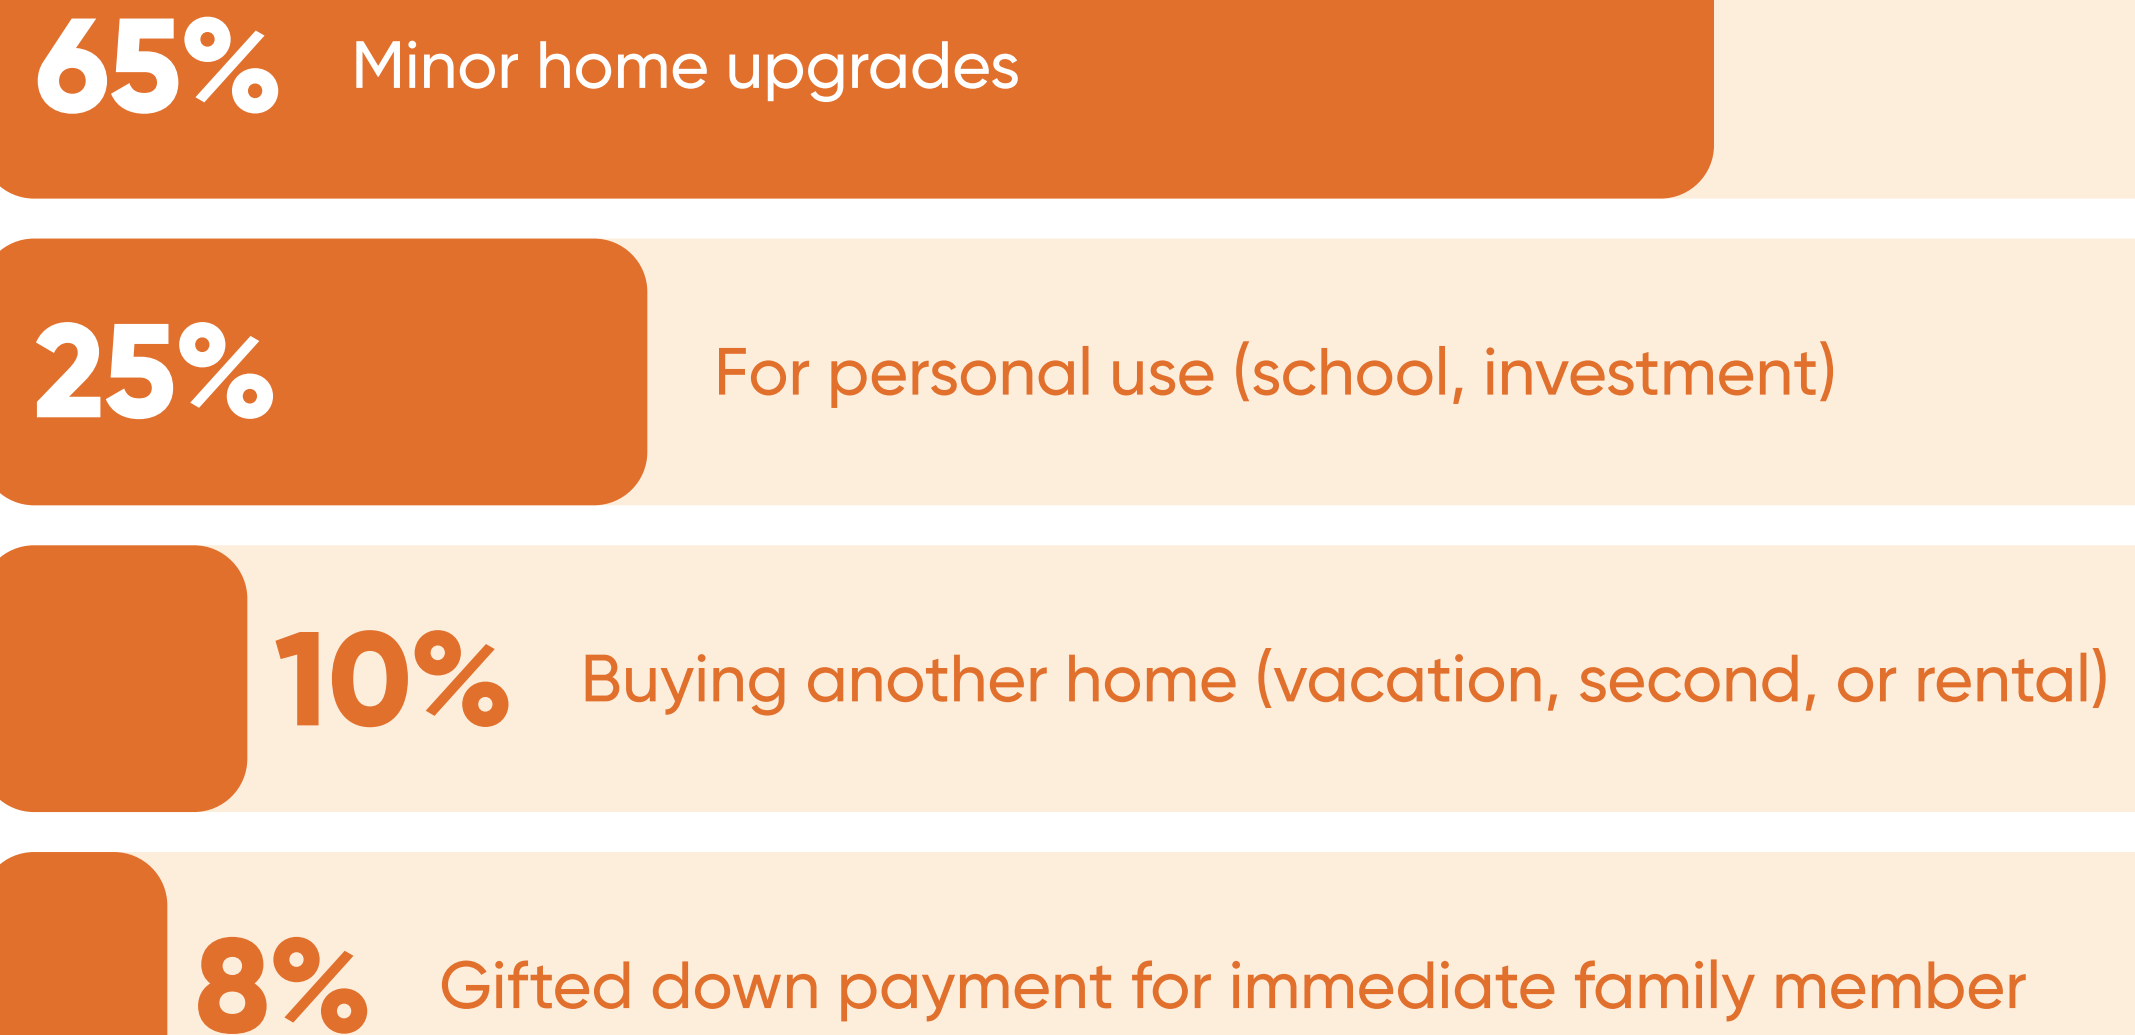 65% Minor home upgrades
25% For personal use (school, investment)
10% Buying another home (vacation, second, or rental)
8% Gifted down payment for immediate family member